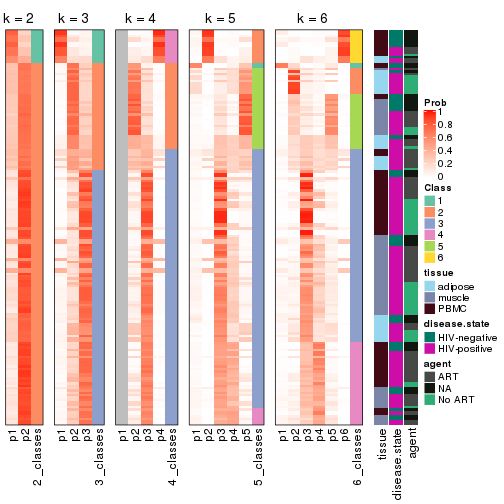 k = 2 k = 3 k = 4 k = 5 k = 6
Prob
1
0.8
0.6
0.4
0.2
0
Class
1
2
3
4
5
6
tissue
adipose
muscle
PBMC
disease.state
HIV-negative
HIV-positive
agent
ART
NA
No ART
p1 p2 2_classes p1 p2 p3 3_classes p1 p2 p3 p4 4_classes p1 p2 p3 p4 p5 5_classes p1 p2 p3 p4 p5 p6 6_classes tissue disease.state agent